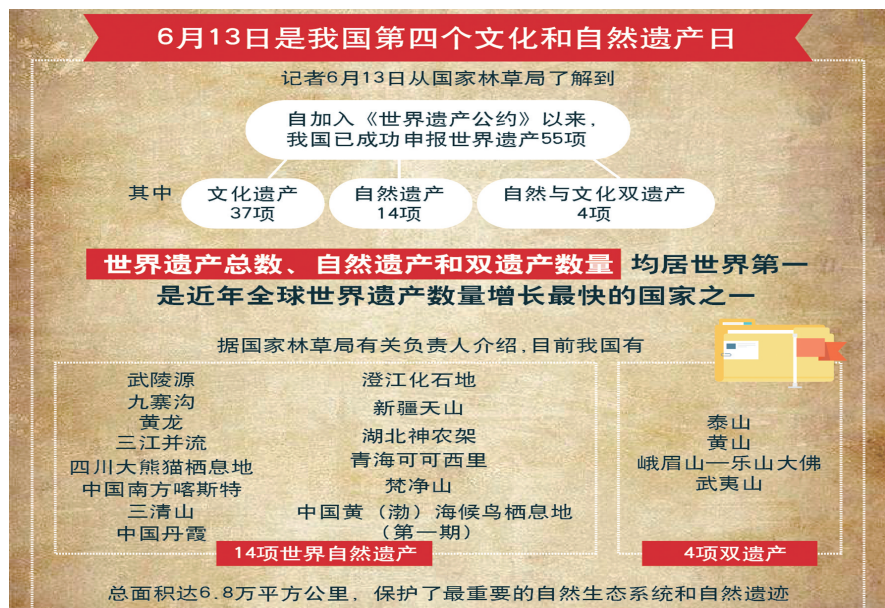 6月13日是我国第四个文化和自然遗产日
记者6月13日从国家林草局了解到
自加入《世界遗产公约》以来，
我国已成功申报世界遗产55项
其中
文化遗产
37项
自然遗产
14项
自然与文化双遗产
4项
世界遗产总数、自然遗产和双遗产数量 均居世界第一
是近年全球世界遗产数量增长最快的国家之一
据国家林草局有关负责人介绍,目前我国有
武陵源
九寨沟
黄龙
三江并流
四川大熊猫栖息地
中国南方喀斯特
三清山
中国丹霞
澄江化石地
新疆天山
湖北神农架
青海可可西里
梵净山
中国黄（渤）海候鸟栖息地
（第一期）
14项世界自然遗产
泰山
黄山
峨眉山—乐山大佛
武夷山
4项双遗产
总面积达6.8万平方公里，保护了最重要的自然生态系统和自然遗迹